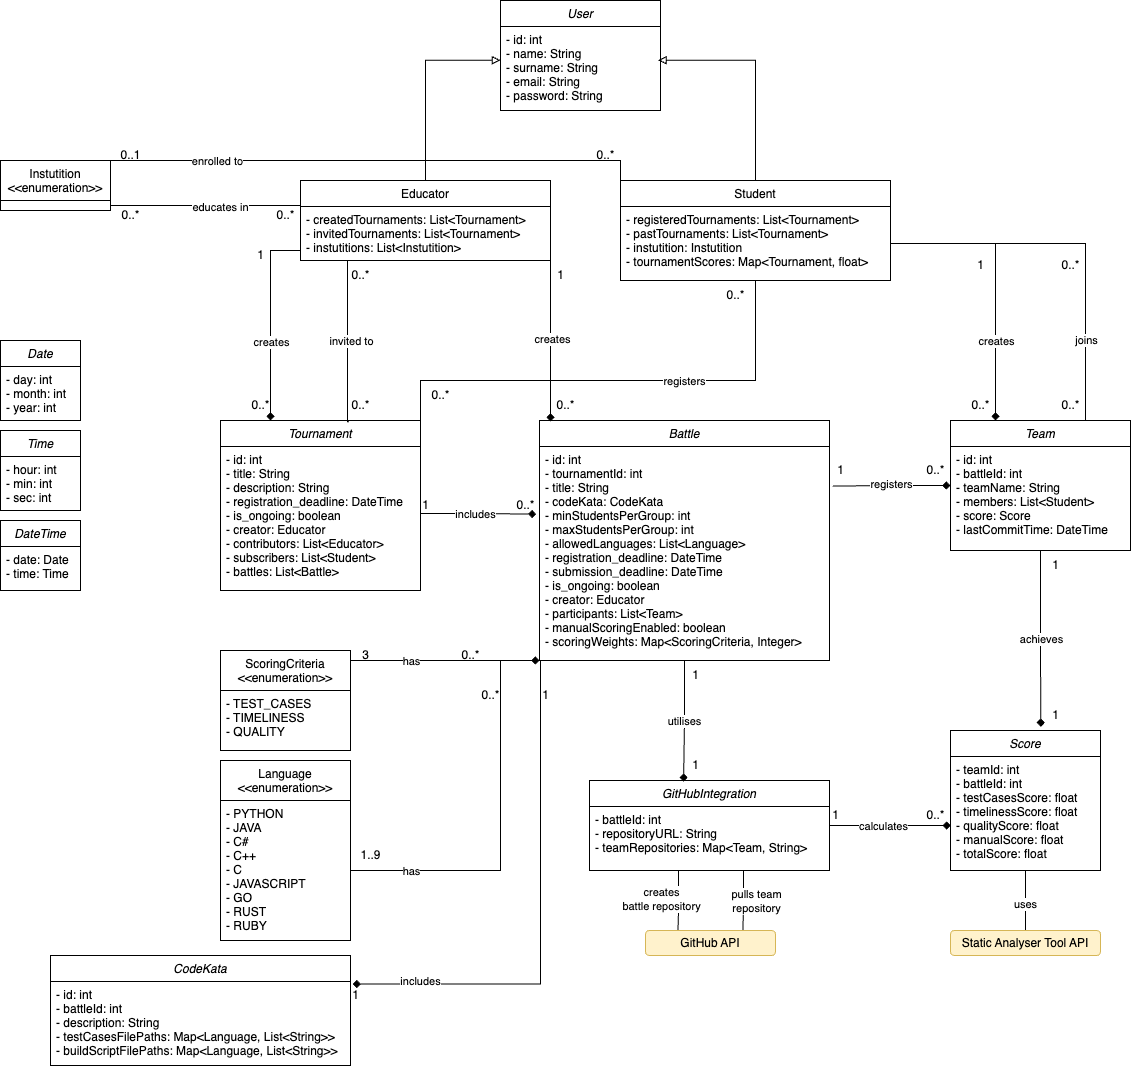 User
- id: int
- name: String
- surname: String
- email: String
- password: String
Instutition
<<enumeration>>
0..1
enrolled to
0..*
0..*
educates in
0..*
Educator
- createdTournaments: List<Tournament>
- invitedTournaments: List<Tournament>
- instutitions: List<Instutition>
Student
- registeredTournaments: List<Tournament>
- pastTournaments: List<Tournament>
- instutition: Instutition
- tournamentScores: Map<Tournament, float>
1
creates
0..*
0..*
invited to
0..*
1
creates
0..*
0..*
registers
0..*
1
creates
0..*
0..*
joins
0..*
Date
- day: int
- month: int
- year: int
Time
- hour: int
- min: int
- sec: int
DateTime
- date: Date
- time: Time
Tournament
- id: int
- title: String
- description: String
- registration_deadline: DateTime
- is_ongoing: boolean
- creator: Educator
- contributors: List<Educator>
- subscribers: List<Student>
- battles: List<Battle>
1
includes
0..*
Battle
- id: int
- tournamentId: int
- title: String
- codeKata: CodeKata
- minStudentsPerGroup: int
- maxStudentsPerGroup: int
- allowedLanguages: List<Language>
- registration_deadline: DateTime
- submission_deadline: DateTime
- is_ongoing: boolean
- creator: Educator
- participants: List<Team>
- manualScoringEnabled: boolean
- scoringWeights: Map<ScoringCriteria, Integer>
1
registers
0..*
Team
- id: int
- battleId: int
- teamName: String
- members: List<Student>
- score: Score
- lastCommitTime: DateTime
1
achieves
1
ScoringCriteria
<<enumeration>>
- TEST_CASES
- TIMELINESS
- QUALITY
3
has
0..*
0..*
1
1
utilises
1
Language
<<enumeration>>
- PYTHON
- JAVA
- C#
- C++
- C
- JAVASCRIPT
- GO
- RUST
- RUBY
1..9
has
GitHubIntegration
- battleId: int
- repositoryURL: String
- teamRepositories: Map<Team, String>
1
calculates
0..*
Score
- teamId: int
- battleId: int
- testCasesScore: float
- timelinessScore: float
- qualityScore: float
- manualScore: float
- totalScore: float
creates
battle repository
pulls team
repository
uses
GitHub API
Static Analyser Tool API
CodeKata
- id: int
- battleId: int
- description: String
- testCasesFilePaths: Map<Language, List<String>>
- buildScriptFilePaths: Map<Language, List<String>>
includes
1